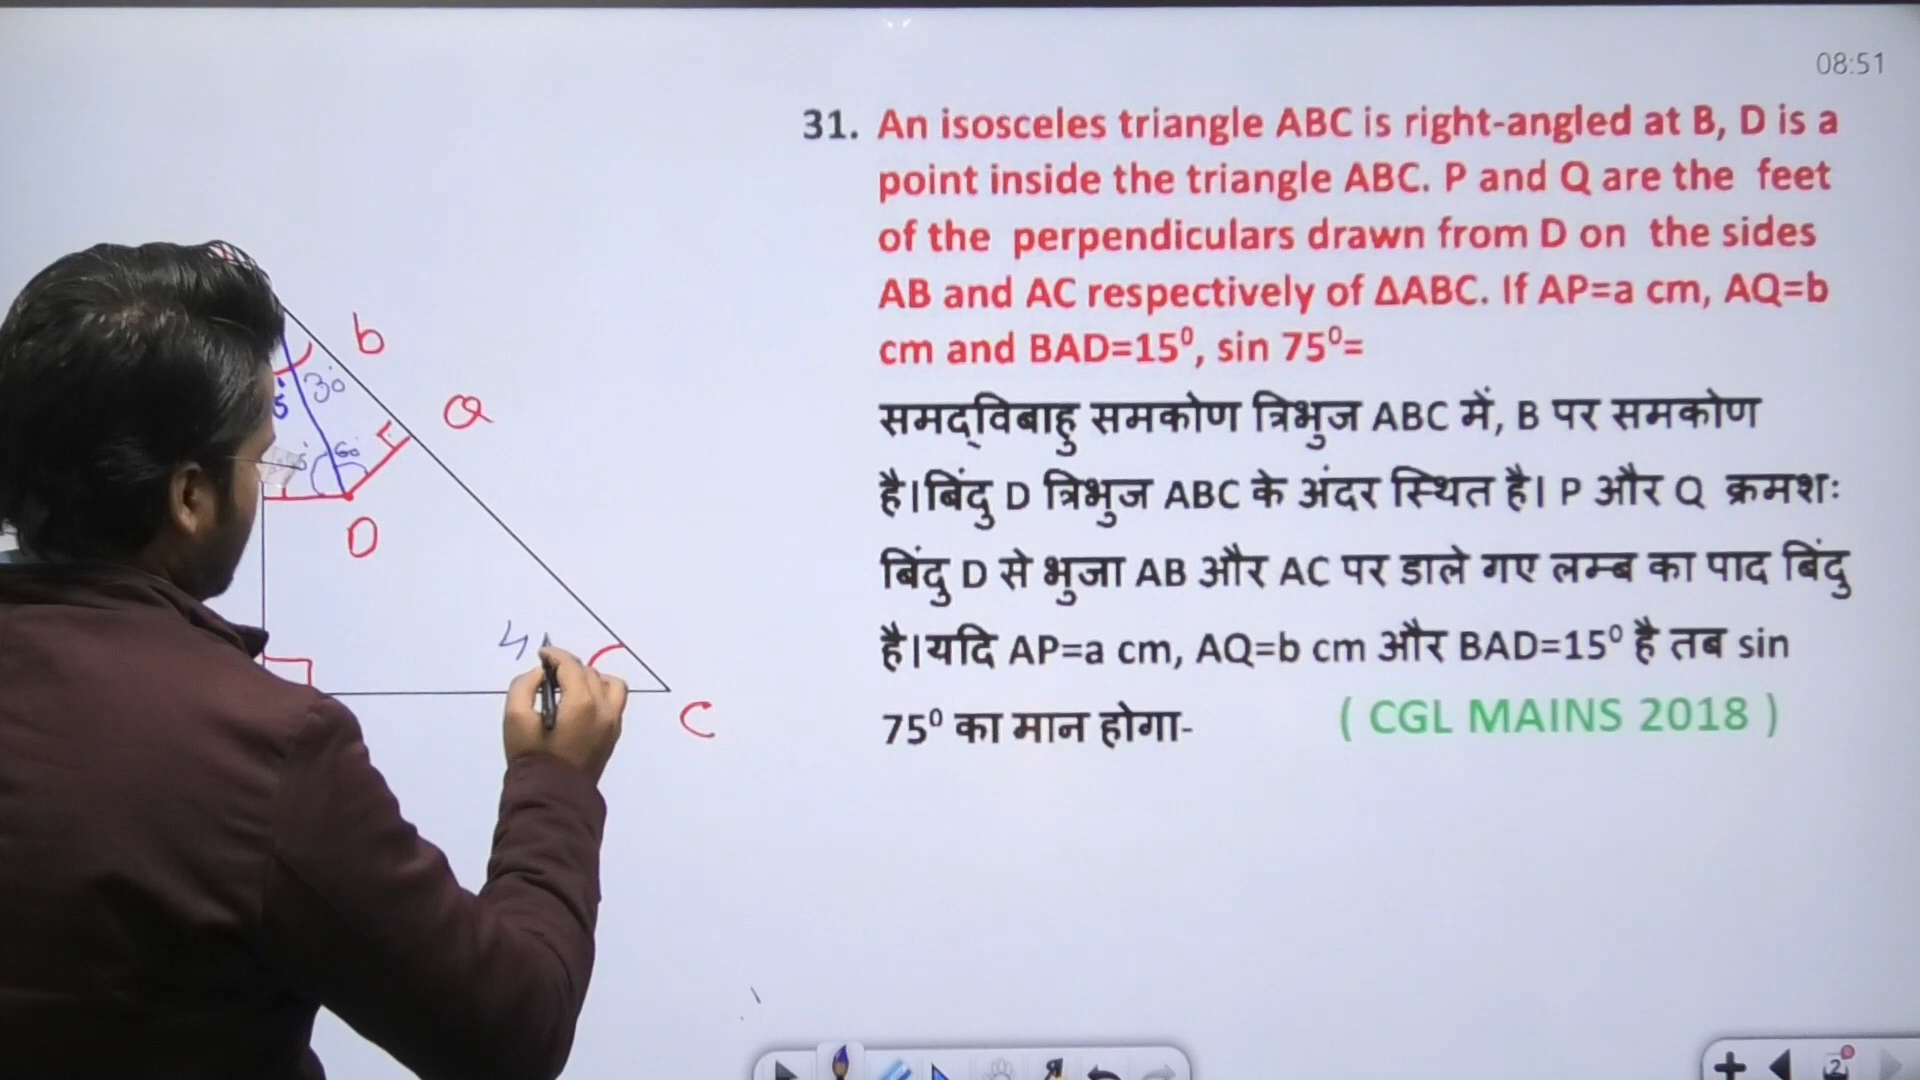 08:51
31. An isosceles triangle ABC is right-angled at B, D is a
point inside the triangle ABC. P and Q are the feet
of the perpendiculars drawn from D on the sides
AB and AC respectively of ΔABC. If AP=a cm, AQ=b
cm and BAD=15⁰, sin 75⁰=
समद्विबाहु समकोण त्रिभुज ABC में, B पर समकोण
है।बिंदु D त्रिभुज ABC के अंदर स्थित है। P और Q क्रमशः
बिंदु D से भुजा AB और AC पर डाले गए लम्ब का पाद बिंदु
है।यदि AP=a cm, AQ=b cm और BAD=15⁰ है तब sin
75⁰ का मान होगा- ( CGL MAINS 2018 )
b
30°
Q
5°
60°
D
4
C
2